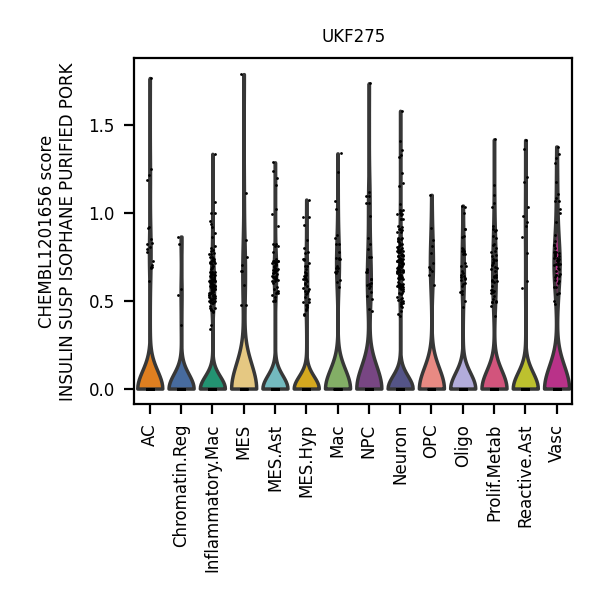 UKF275
CHEMBL1201656 score
INSULIN SUSP ISOPHANE PURIFIED PORK
1.5
1.0
0.5
0.0
AC
Chromatin.Reg
Inflammatory.Mac
MES
MES.Ast
MES.Hyp
Mac
NPC
Neuron
OPC
Oligo
Prolif.Metab
Reactive.Ast
Vasc